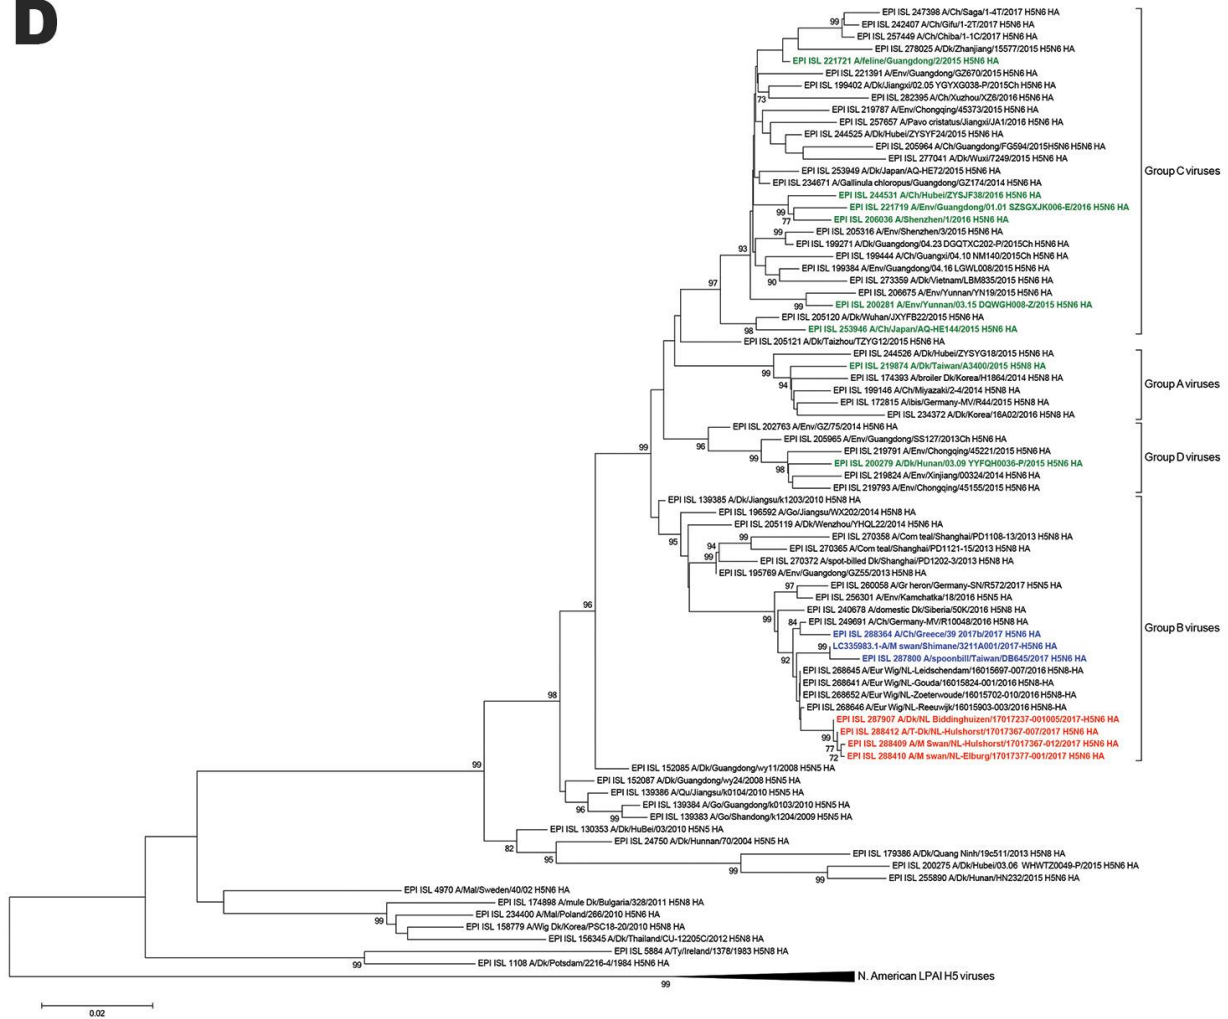 D
EPI ISL 247398 A/Ch/Saga/1-4T/2017 H5N6 HA
99
EPI ISL 242407 A/Ch/Gifu/1-2T/2017 H5N6 HA
EPI ISL 257449 A/Ch/Chiba/1-1C/2017 H5N6 HA
EPI ISL 278025 A/Dk/Zhanjiang/15577/2015 H5N6 HA
EPI ISL 221721 A/feline/Guangdong/2/2015 H5N6 HA
EPI ISL 221391 A/Env/Guangdong/GZ670/2015 H5N6 HA
EPI ISL 199402 A/Dk/Jiangxi/02.05 YGYXG038-P/2015Ch H5N6 HA
73
EPI ISL 282395 A/Ch/Xuzhou/XZ6/2016 H5N6 HA
EPI ISL 219787 A/Env/Chongqing/45373/2015 H5N6 HA
EPI ISL 257657 A/Pavo cristatus/Jiangxi/JA1/2016 H5N6 HA
EPI ISL 244525 A/Dk/Hubei/ZYSYF24/2015 H5N6 HA
EPI ISL 205964 A/Ch/Guangdong/FG594/2015H5N6 H5N6 HA
EPI ISL 277041 A/Dk/Wuxi/7249/2015 H5N6 HA
EPI ISL 253949 A/Dk/Japan/AQ-HE72/2015 H5N6 HA
Group C viruses
EPI ISL 234671 A/Gallinula chloropus/Guangdong/GZ174/2014 H5N6 HA
EPI ISL 244531 A/Ch/Hubei/ZYSJF38/2016 H5N6 HA
EPI ISL 221719 A/Env/Guangdong/01.01 SZSGXJK006-E/2016 H5N6 HA
99
77
EPI ISL 206036 A/Shenzhen/1/2016 H5N6 HA
99
EPI ISL 205316 A/Env/Shenzhen/3/2015 H5N6 HA
EPI ISL 199271 A/Dk/Guangdong/04.23 DGQTXC202-P/2015Ch H5N6 HA
93
EPI ISL 199444 A/Ch/Guangxi/04.10 NM140/2015Ch H5N6 HA
EPI ISL 199384 A/Env/Guangdong/04.16 LGWL008/2015 H5N6 HA
90
EPI ISL 273359 A/Dk/Vietnam/LBM835/2015 H5N6 HA
97
EPI ISL 206675 A/Env/Yunnan/YN19/2015 H5N6 HA
99
EPI ISL 200281 A/Env/Yunnan/03.15 DQWGH008-Z/2015 H5N6 HA
EPI ISL 205120 A/Dk/Wuhan/JXYFB22/2015 H5N6 HA
98
EPI ISL 253946 A/Ch/Japan/AQ-HE144/2015 H5N6 HA
EPI ISL 205121 A/Dk/Taizhou/TZYG12/2015 H5N6 HA
EPI ISL 244526 A/Dk/Hubei/ZYSYG18/2015 H5N6 HA
99
EPI ISL 219874 A/Dk/Taiwan/A3400/2015 H5N8 HA
EPI ISL 174393 A/broiler Dk/Korea/H1864/2014 H5N8 HA
94
Group A viruses
EPI ISL 199146 A/Ch/Miyazaki/2-4/2014 H5N8 HA
EPI ISL 172815 A/ibis/Germany-MV/R44/2015 H5N8 HA
EPI ISL 234372 A/Dk/Korea/16A02/2016 H5N8 HA
EPI ISL 202763 A/Env/GZ/75/2014 H5N6 HA
96
EPI ISL 205965 A/Env/Guangdong/SS127/2013Ch H5N6 HA
99
EPI ISL 219791 A/Env/Chongqing/45221/2015 H5N6 HA
99
Group D viruses
EPI ISL 200279 A/Dk/Hunan/03.09 YYFQH0036-P/2015 H5N6 HA
98
EPI ISL 219824 A/Env/Xinjiang/00324/2014 H5N6 HA
EPI ISL 219793 A/Env/Chongqing/45155/2015 H5N6 HA
EPI ISL 139385 A/Dk/Jiangsu/k1203/2010 H5N8 HA
EPI ISL 196592 A/Go/Jiangsu/WX202/2014 H5N8 HA
EPI ISL 205119 A/Dk/Wenzhou/YHQL22/2014 H5N6 HA
95
99
EPI ISL 270358 A/Com teal/Shanghai/PD1108-13/2013 H5N8 HA
94
EPI ISL 270365 A/Com teal/Shanghai/PD1121-15/2013 H5N8 HA
99
EPI ISL 270372 A/spot-billed Dk/Shanghai/PD1202-3/2013 H5N8 HA
EPI ISL 195769 A/Env/Guangdong/GZ55/2013 H5N8 HA
97
EPI ISL 260058 A/Gr heron/Germany-SN/R572/2017 H5N5 HA
EPI ISL 256301 A/Env/Kamchatka/18/2016 H5N5 HA
96
EPI ISL 240678 A/domestic Dk/Siberia/50K/2016 H5N8 HA
99
84
EPI ISL 249691 A/Ch/Germany-MV/R10048/2016 H5N8 HA
Group B viruses
EPI ISL 288364 A/Ch/Greece/39 2017b/2017 H5N6 HA
99
LC335983.1-A/M swan/Shimane/3211A001/2017-H5N6 HA
92
EPI ISL 287800 A/spoonbill/Taiwan/DB645/2017 H5N6 HA
EPI ISL 268645 A/Eur Wig/NL-Leidschendam/16015697-007/2016 H5N8-HA
EPI ISL 268641 A/Eur Wig/NL-Gouda/16015824-001/2016 H5N8-HA
98
EPI ISL 268652 A/Eur Wig/NL-Zoeterwoude/16015702-010/2016 H5N8-HA
EPI ISL 268646 A/Eur Wig/NL-Reeuwijk/16015903-003/2016 H5N8-HA
EPI ISL 287907 A/Dk/NL Biddinghuizen/17017237-001005/2017-H5N6 HA
EPI ISL 288412 A/T-Dk/NL-Hulshorst/17017367-007/2017 H5N6 HA
99
EPI ISL 288409 A/M Swan/NL-Hulshorst/17017367-012/2017 H5N6 HA
77
72
EPI ISL 288410 A/M swan/NL-Elburg/17017377-001/2017 H5N6 HA
99
EPI ISL 152085 A/Dk/Guangdong/wy11/2008 H5N5 HA
EPI ISL 152087 A/Dk/Guangdong/wy24/2008 H5N5 HA
EPI ISL 139386 A/Qu/Jiangsu/k0104/2010 H5N5 HA
96
EPI ISL 139384 A/Go/Guangdong/k0103/2010 H5N5 HA
99
EPI ISL 139383 A/Go/Shandong/k1204/2009 H5N5 HA
EPI ISL 130353 A/Dk/HuBei/03/2010 H5N5 HA
EPI ISL 24750 A/Dk/Hunnan/70/2004 H5N5 HA
82
95
EPI ISL 179386 A/Dk/Quang Ninh/19c511/2013 H5N8 HA
EPI ISL 200275 A/Dk/Hubei/03.06 WHWTZ0049-P/2015 H5N6 HA
99
99
EPI ISL 255890 A/Dk/Hunan/HN232/2015 H5N6 HA
EPI ISL 4970 A/Mal/Sweden/40/02 H5N6 HA
EPI ISL 174898 A/mule Dk/Bulgaria/328/2011 H5N8 HA
99
EPI ISL 234400 A/Mal/Poland/266/2010 H5N6 HA
EPI ISL 158779 A/Wig Dk/Korea/PSC18-20/2010 H5N8 HA
EPI ISL 156345 A/Dk/Thailand/CU-12205C/2012 H5N8 HA
EPI ISL 5884 A/Ty/Ireland/1378/1983 H5N8 HA
99
EPI ISL 1108 A/Dk/Potsdam/2216-4/1984 H5N6 HA
N. American LPAI H5 viruses
99
0.02